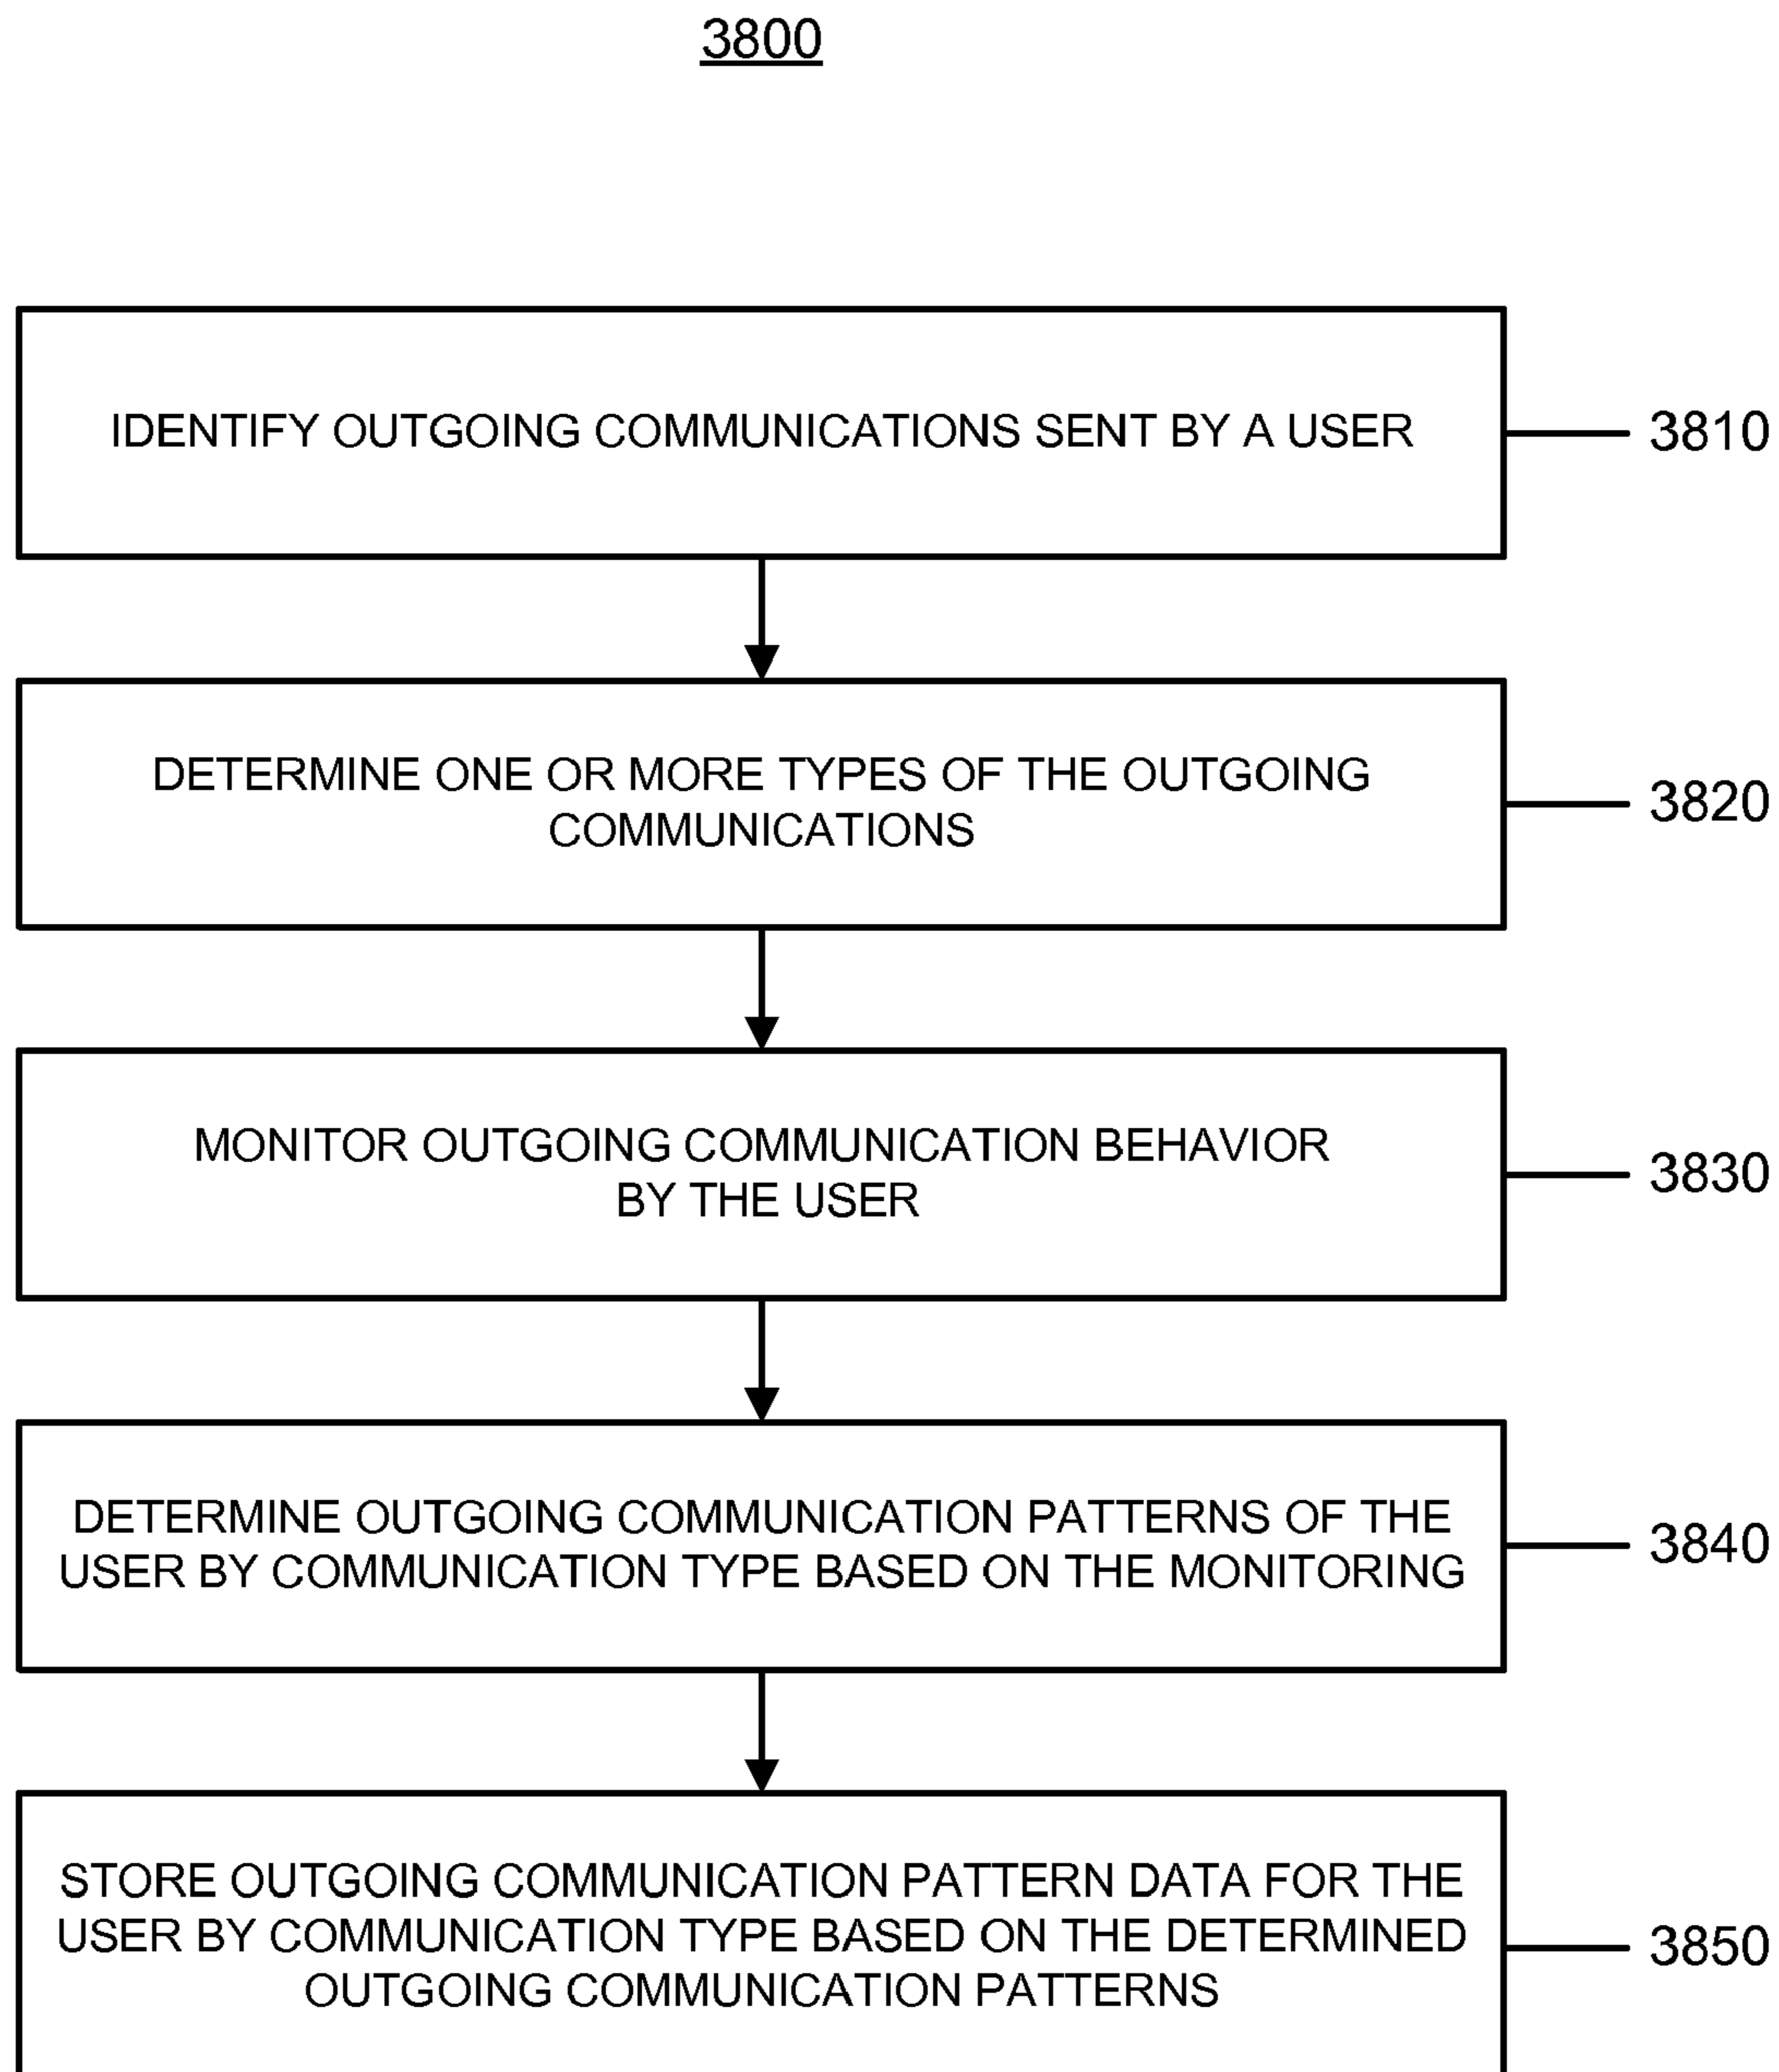 3800
IDENTIFY OUTGOING COMMUNICATIONS SENT BY A USER
3810
DETERMINE ONE OR MORE TYPES OF THE OUTGOING
COMMUNICATIONS
3820
MONITOR OUTGOING COMMUNICATION BEHAVIOR
BY THE USER
3830
DETERMINE OUTGOING COMMUNICATION PATTERNS OF THE
USER BY COMMUNICATION TYPE BASED ON THE MONITORING
3840
STORE OUTGOING COMMUNICATION PATTERN DATA FOR THE
USER BY COMMUNICATION TYPE BASED ON THE DETERMINED
OUTGOING COMMUNICATION PATTERNS
3850